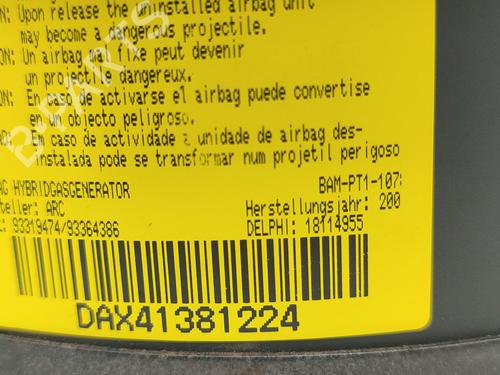 ON: Upon release the uninstalled airbag unit
may become a dangerous projectile.
ON: Un airbag mal fixe peut devenir
un projectile dangereux.
ON: En caso de activarse el airbag puede convertise
en un objecto peligroso.
En caso de actividade a unidade de airbag des-
instalada pode se transformar num projetil perigoso
AG HYBRIDGASGENERATOR
BAM-PT1-107
teller: ARC
Herstellungsjahr: 200
: 93319474/93364386
DELPHI: 18114955
DAX41381224
B PARTS